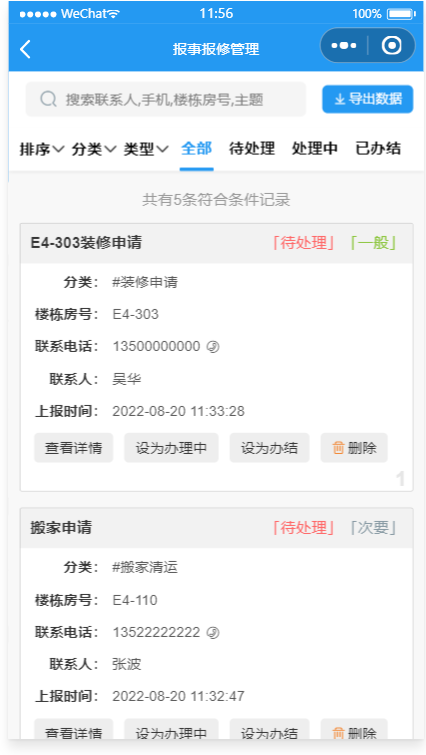 WeChat 11:56 100%
报事报修管理
搜索联系人,手机,楼栋房号,主题 导出数据
排序 分类 类型 全部 待处理 处理中 已办结
共有5条符合条件记录
E4-303装修申请 「待处理」 「一般」
分类： #装修申请
楼栋房号： E4-303
联系电话： 13500000000
联系人： 吴华
上报时间： 2022-08-20 11:33:28
查看详情 设为办理中 设为办结 删除
1
搬家申请 「待处理」 「次要」
分类： #搬家清运
楼栋房号： E4-110
联系电话： 13522222222
联系人： 张波
上报时间： 2022-08-20 11:32:47
查看详情 设为办理中 设为办结 删除